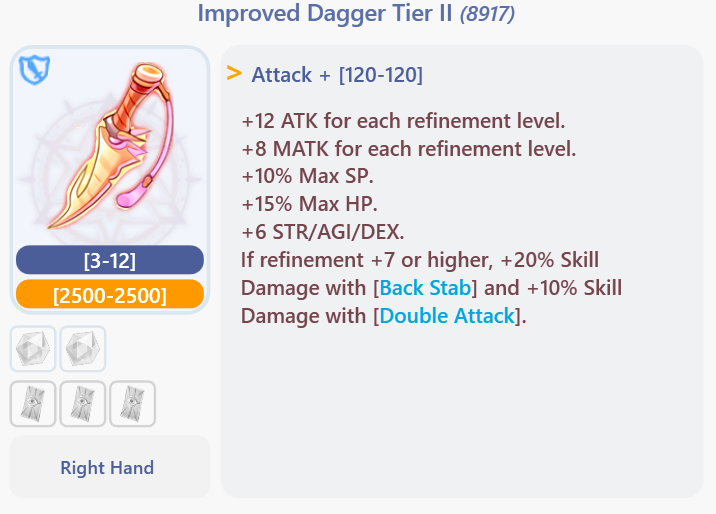 Improved Dagger Tier II (8917)
> Attack + [120-120]
+12 ATK for each refinement level.
+8 MATK for each refinement level.
+10% Max SP.
+15% Max HP.
+6 STR/AGI/DEX.
If refinement +7 or higher, +20% Skill
Damage with [Back Stab] and +10% Skill
Damage with [Double Attack].
[3-12]
[2500-2500]
Right Hand